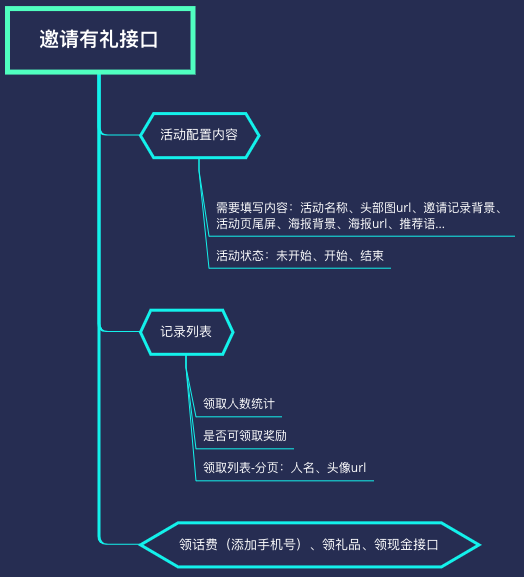 邀请有礼接口
活动配置内容
需要填写内容：活动名称、头部图url、邀请记录背景、
活动页尾屏、海报背景、海报url、推荐语...
活动状态：未开始、开始、结束
记录列表
领取人数统计
是否可领取奖励
领取列表-分页：人名、头像url
领话费（添加手机号）、领礼品、领现金接口